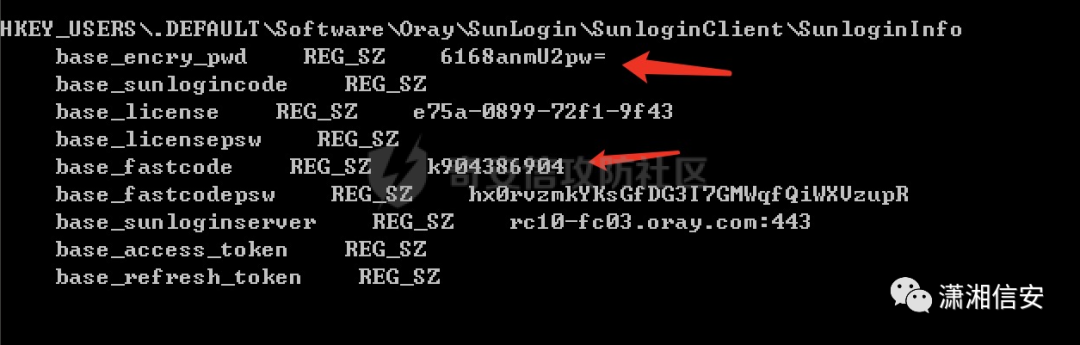 HKEY_USERS\.DEFAULT\Software\Oray\SunLogin\SunloginClient\SunloginInfo
base_encry_pwd REG_SZ 6168anmU2pw=
base_sunlogincode REG_SZ
base_license REG_SZ e75a-0899-72f1-9f43
base_licensepsw REG_SZ
base_fastcode REG_SZ k904386904
奇安信攻防社区
base_fastcodepsw REG_SZ hx0rvzmkYKsGfDG3T7GMWqfQiWXVzupR
base_sunloginserver REG_SZ rc10-fc03.oray.com:443
base_access_token REG_SZ
base_refresh_token REG_SZ
潇湘信安